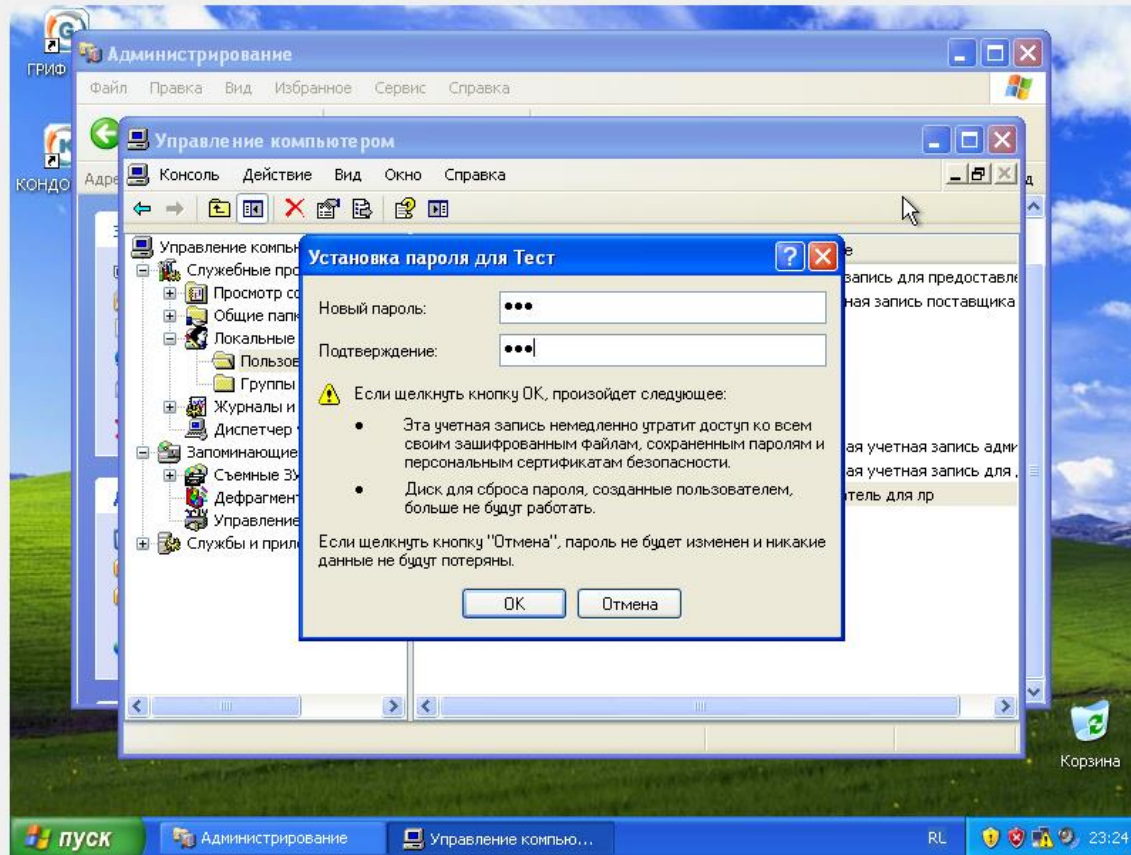 ГРИФ
КОНДО
Администрирование
Файл Правка Вид Избранное Сервис Справка
Адре
Управление компьютером
Консоль Действие Вид Окно Справка
Управление компью
Служебные про
Просмотр со
Общие папк
Локальные
Пользов
Группы
Журналы и
Диспетчер
Запоминающие
Съемные ЗУ
Дефрагмен
Управление
Службы и прил
е
запись для предоставле
ная запись поставщика
ая учетная запись адми
ая учетная запись для .
тель для лр
Установка пароля для Тест
Новый пароль:
Подтверждение:
Если щелкнуть кнопку OK, произойдет следующее:
• Эта учетная запись немедленно утратит доступ ко всем
своим зашифрованным файлам, сохраненным паролям и
персональным сертификатам безопасности.
• Диск для сброса пароля, созданные пользователем,
больше не будут работать.
Если щелкнуть кнопку "Отмена", пароль не будет изменен и никакие
данные не будут потеряны.
OK Отмена
Корзина
пуск Администрирование Управление компью... RL 23:24